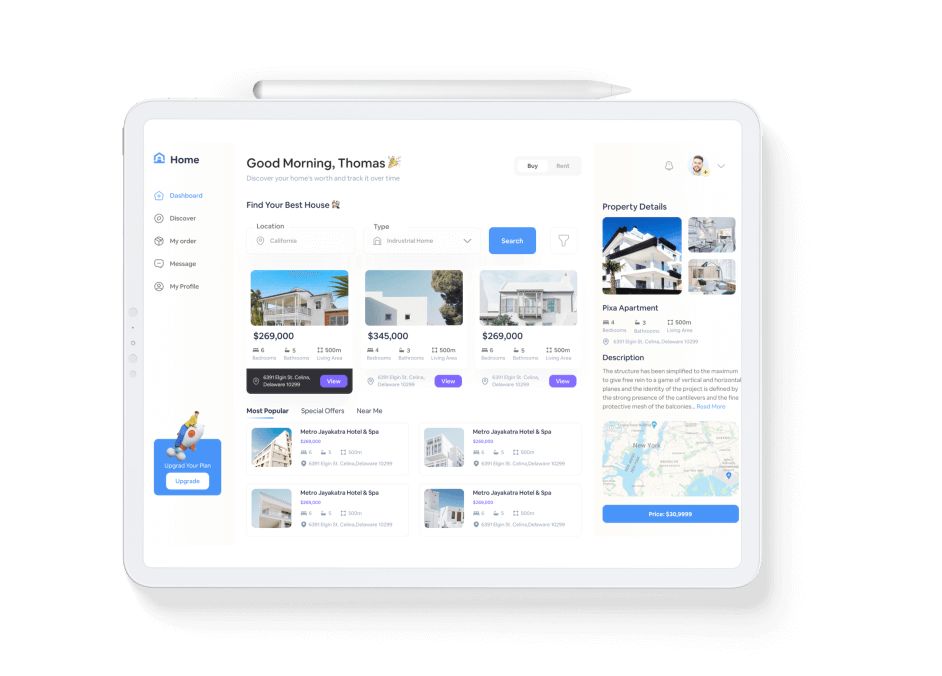 Home
Dashboard
Discover
My order
Message
My Profile
Upgrad Your Plan
Upgrade
Good Morning, Thomas
Discover your home's worth and track it over time
Buy Rent
Find Your Best House
Location
California
Type
Indrustrial Home
Search
$269,000
6 5 500m
Bedrooms Bathrooms Living Area
6391 Elgin St. Celina,
Delaware 10299
View
$345,000
4 3 500m
Bedrooms Bathrooms Living Area
6391 Elgin St. Celina,
Delaware 10299
View
$269,000
6 5 500m
Bedrooms Bathrooms Living Area
6391 Elgin St. Celina,
Delaware 10299
View
Most Popular Special Offers Near Me
Metro Jayakatra Hotel & Spa
$269,000
6 5 500m
6391 Elgin St. Celina,Delaware 10299
Metro Jayakatra Hotel & Spa
$269,000
6 5 500m
6391 Elgin St. Celina,Delaware 10299
Metro Jayakatra Hotel & Spa
$269,000
6 5 500m
6391 Elgin St. Celina,Delaware 10299
Metro Jayakatra Hotel & Spa
$269,000
6 5 500m
6391 Elgin St. Celina,Delaware 10299
Property Details
Pixa Apartment
4 3 500m
Bedrooms Bathrooms Living Area
6391 Elgin St. Celina, Delaware 10299
Description
The structure has been simplified to the maximum
to give free rein to a game of vertical and horizontal
planes and the identity of the project is defined by
the strong presence of the cantilevers and the fine
protective mesh of the balconies... Read More
New York
Price: $30,9999